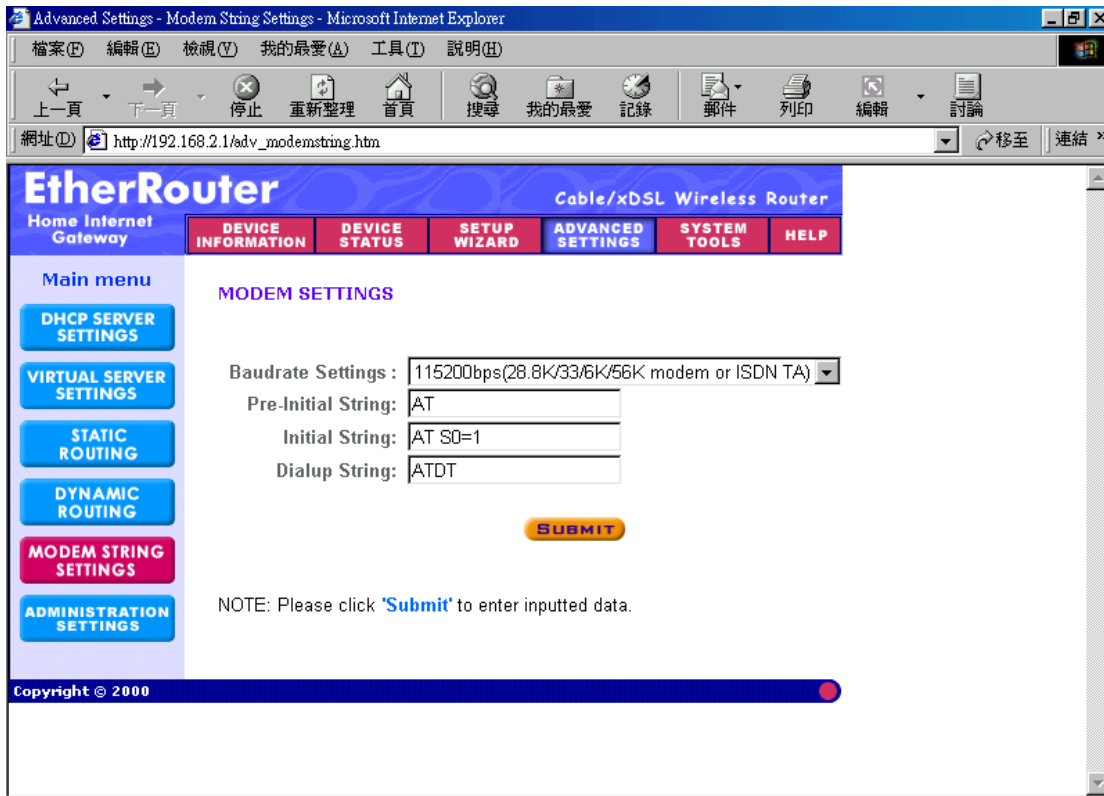 Advanced Settings - Modem String Settings - Microsoft Internet Explorer
檔案(F) 編輯(E) 檢視(V) 我的最愛(A) 工具(T) 說明(H)
上一頁 下一頁 停止 重新整理 首頁 搜尋 我的最愛 記錄 郵件 列印 編輯 討論
網址(D) http://192.168.2.1/adv_modemstring.htm 移至 連結 »
EtherRouter
Cable/xDSL Wireless Router
Home Internet
Gateway
DEVICE INFORMATION DEVICE STATUS SETUP WIZARD ADVANCED SETTINGS SYSTEM TOOLS HELP
Main menu
DHCP SERVER
SETTINGS
VIRTUAL SERVER
SETTINGS
STATIC
ROUTING
DYNAMIC
ROUTING
MODEM STRING
SETTINGS
ADMINISTRATION
SETTINGS
MODEM SETTINGS
Baudrate Settings : 115200bps(28.8K/33/6K/56K modem or ISDN TA)
Pre-Initial String: AT
Initial String: AT S0=1
Dialup String: ATDT
SUBMIT
NOTE: Please click 'Submit' to enter inputted data.
Copyright © 2000